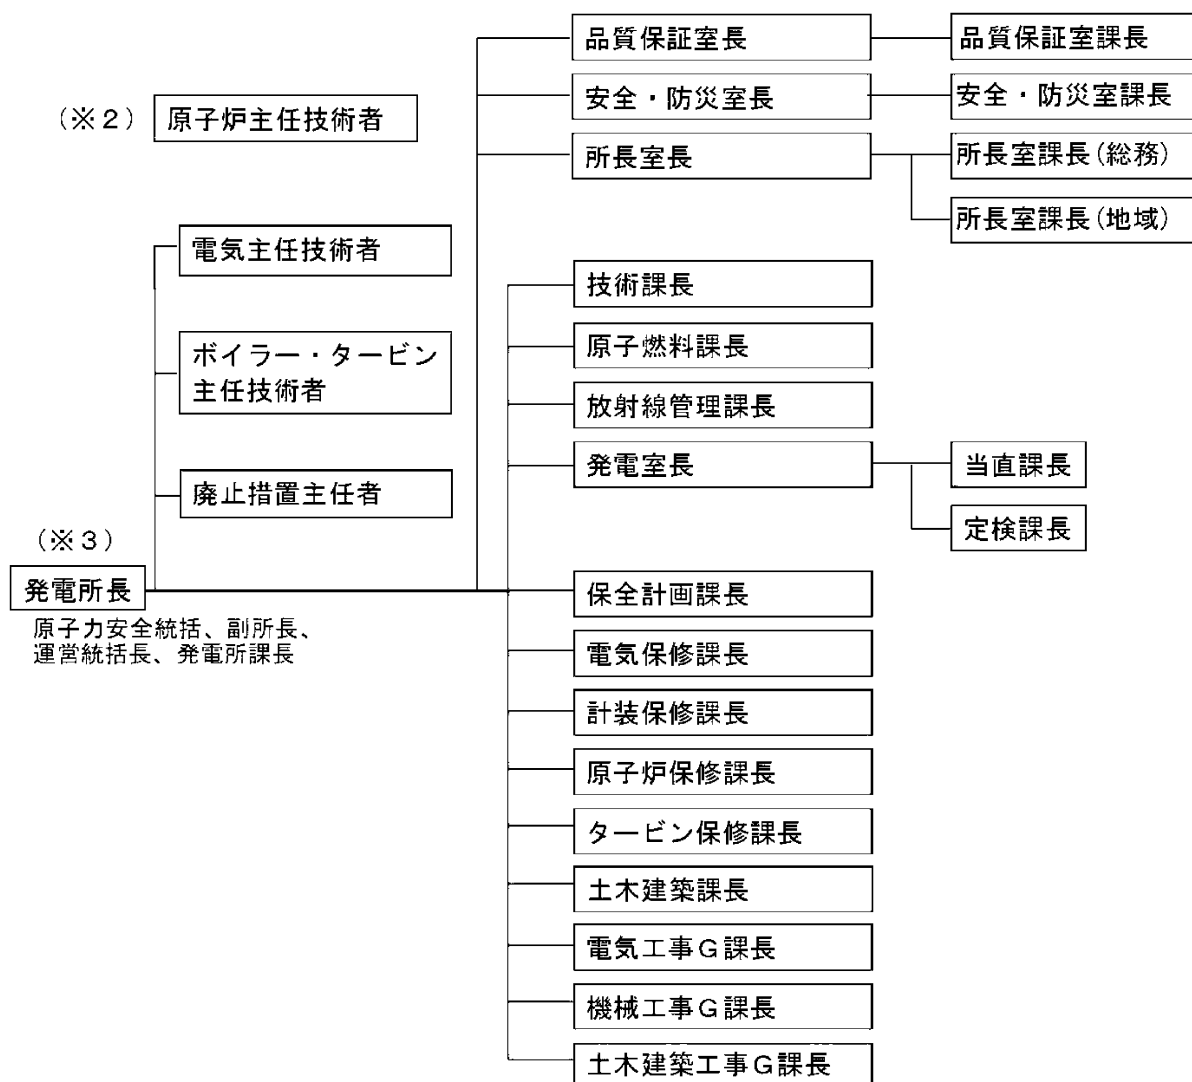 品質保証室長
品質保証室課長
安全・防災室長
安全・防災室課長
(※2)
原子炉主任技術者
所長室長
所長室課長(総務)
所長室課長(地域)
電気主任技術者
技術課長
ボイラー・タービン
主任技術者
原子燃料課長
放射線管理課長
発電室長
当直課長
廃止措置主任者
定検課長
(※3)
発電所長
原子力安全統括、副所長、
運営統括長、発電所課長
保全計画課長
電気保修課長
計装保修課長
原子炉保修課長
タービン保修課長
土木建築課長
電気工事G課長
機械工事G課長
土木建築工事G課長